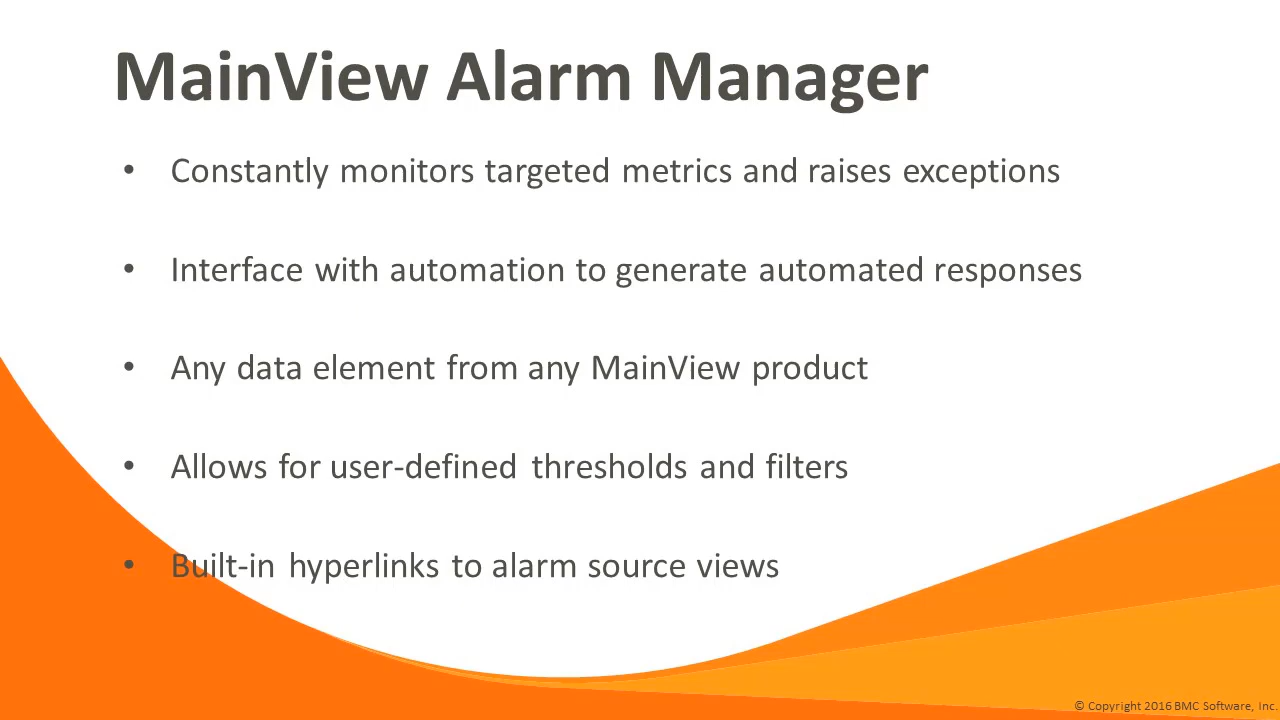 MainView Alarm Manager
• Constantly monitors targeted metrics and raises exceptions
• Interface with automation to generate automated responses
• Any data element from any MainView product
• Allows for user-defined thresholds and filters
• Built-in hyperlinks to alarm source views
© Copyright 2016 BMC Software, Inc.